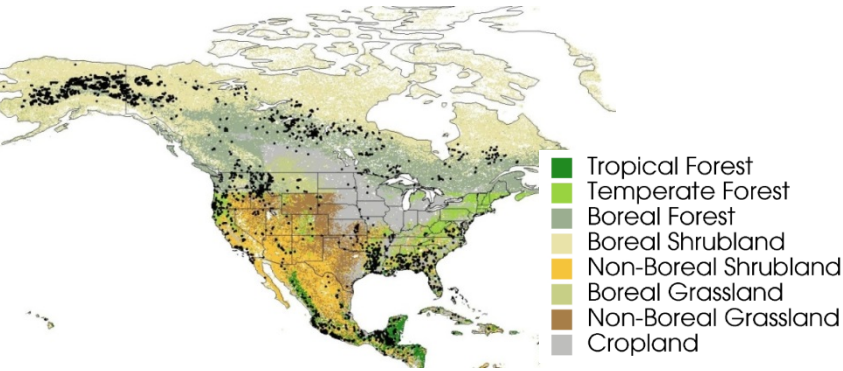 Tropical Forest
Temperate Forest
Boreal Forest
Boreal Shrubland
Non-Boreal Shrubland
Boreal Grassland
Non-Boreal Grassland
Cropland